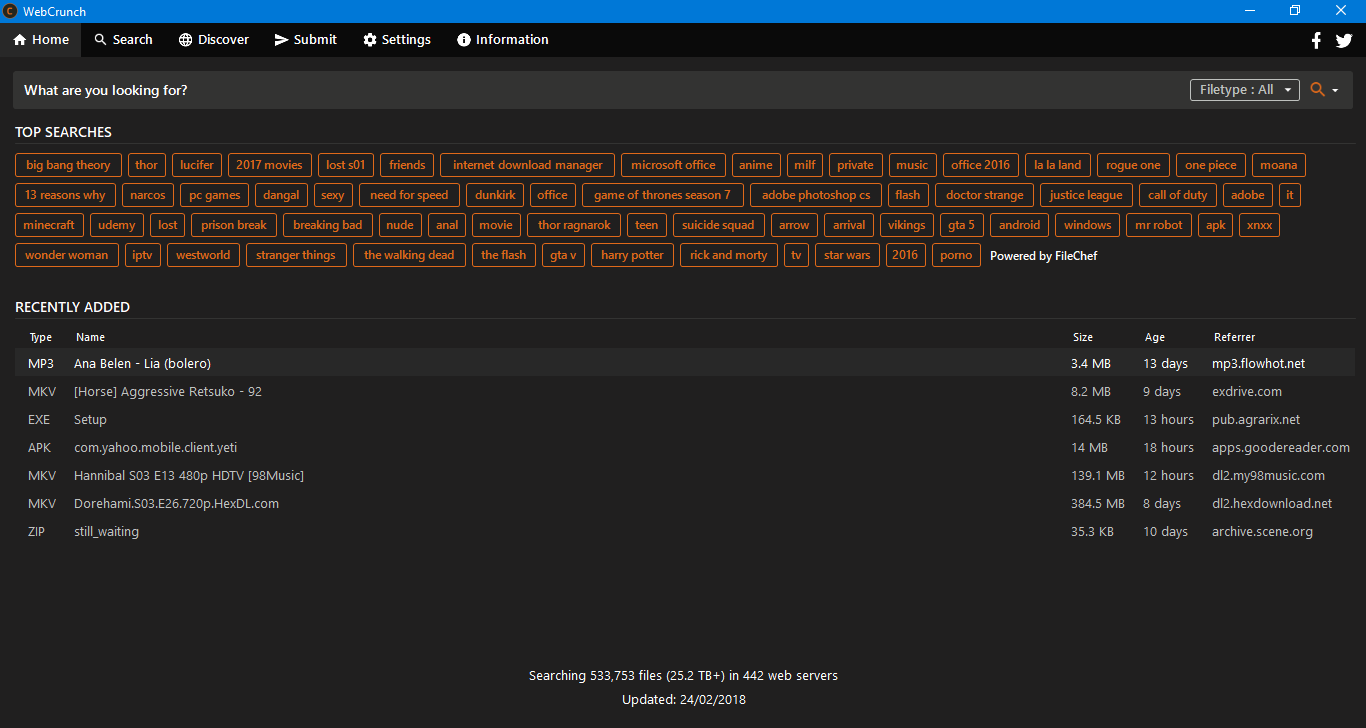 WebCrunch
Home Search Discover Submit Settings Information
What are you looking for? Filetype : All
TOP SEARCHES
big bang theory thor lucifer 2017 movies lost s01 friends internet download manager microsoft office anime milf private music office 2016 la la land rogue one one piece moana
13 reasons why narcos pc games dangal sexy need for speed dunkirk office game of thrones season 7 adobe photoshop cs flash doctor strange justice league call of duty adobe it
minecraft udemy lost prison break breaking bad nude anal movie thor ragnarok teen suicide squad arrow arrival vikings gta 5 android windows mr robot apk xnxx
wonder woman iptv westworld stranger things the walking dead the flash gta v harry potter rick and morty tv star wars 2016 porno Powered by FileChef
RECENTLY ADDED
Type Name Size Age Referrer
MP3 Ana Belen - Lia (bolero) 3.4 MB 13 days mp3.flowhot.net
MKV [Horse] Aggressive Retsuko - 92 8.2 MB 9 days exdrive.com
EXE Setup 164.5 KB 13 hours pub.agrarix.net
APK com.yahoo.mobile.client.yeti 14 MB 18 hours apps.goodereader.com
MKV Hannibal S03 E13 480p HDTV [98Music] 139.1 MB 12 hours dl2.my98music.com
MKV Dorehami.S03.E26.720p.HexDL.com 384.5 MB 8 days dl2.hexdownload.net
ZIP still_waiting 35.3 KB 10 days archive.scene.org
Searching 533,753 files (25.2 TB+) in 442 web servers
Updated: 24/02/2018